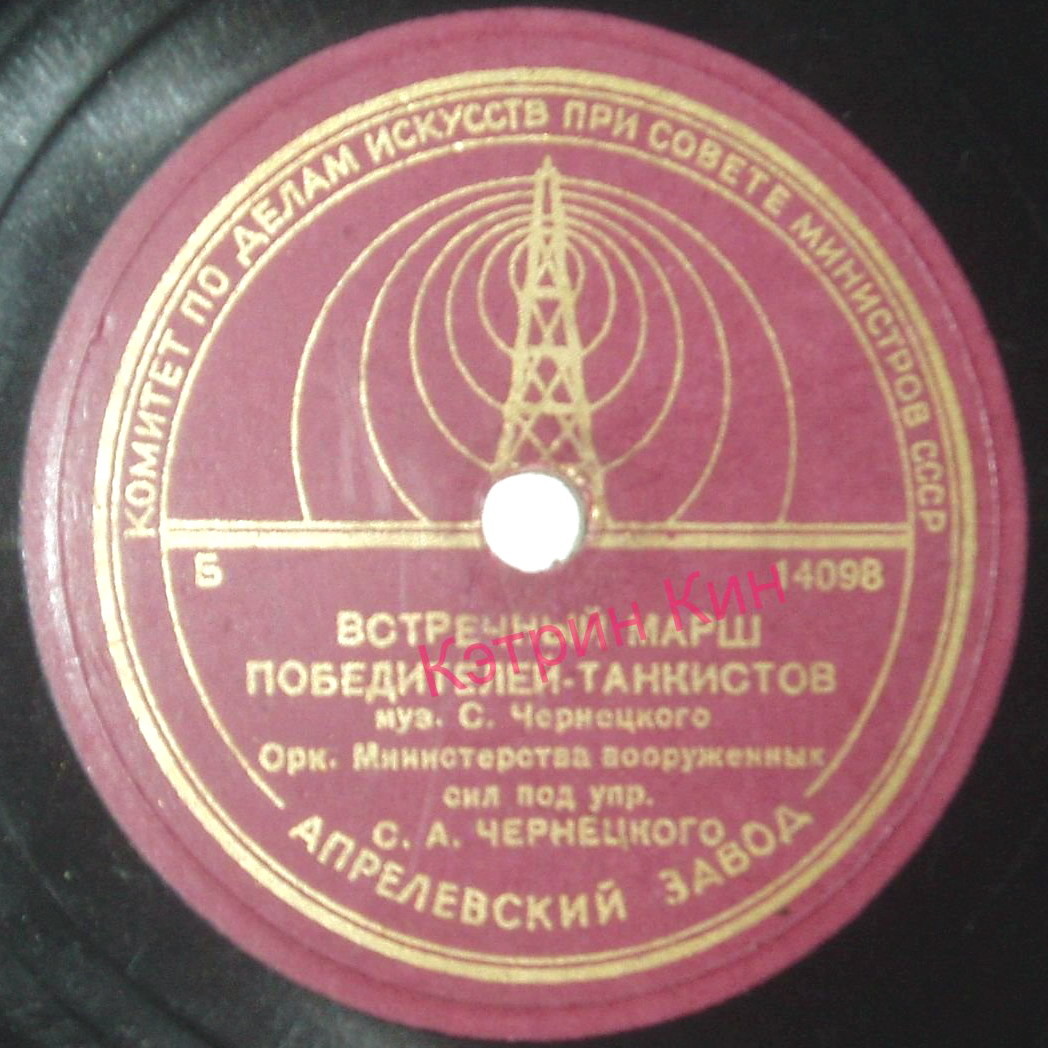 КОМИТЕТ ПО ДЕЛАМ ИСКУССТВ ПРИ СОВЕТЕ МИНИСТРОВ СССР
Б 14098
ВСТРЕЧНЫЙ МАРШ
ПОБЕДИТЕЛЕЙ-ТАНКИСТОВ
муз. С. Чернецкого
Орк. Министерства вооруженных
сил под упр.
С. А. ЧЕРНЕЦКОГО
АПРЕЛЕВСКИЙ ЗАВОД
Кэтрин Кин